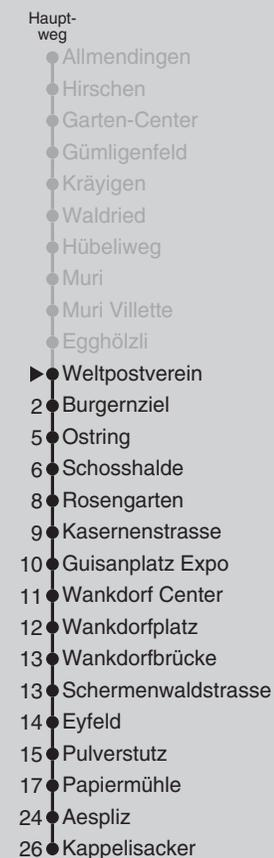 Haupt-
weg
Allmendingen
Hirschen
Garten-Center
Gümligenfeld
Kräyigen
Waldried
Hübeliweg
Muri
Muri Villette
Egghölzli
Weltpostverein
2 Burgernziel
5 Ostring
6 Schosshalde
8 Rosengarten
9 Kasernenstrasse
10 Guisanplatz Expo
11 Wankdorf Center
12 Wankdorfplatz
13 Wankdorfbrücke
13 Schermenwaldstrasse
14 Eyfeld
15 Pulverstutz
17 Papiermühle
24 Aespliz
26 Kappelisacker